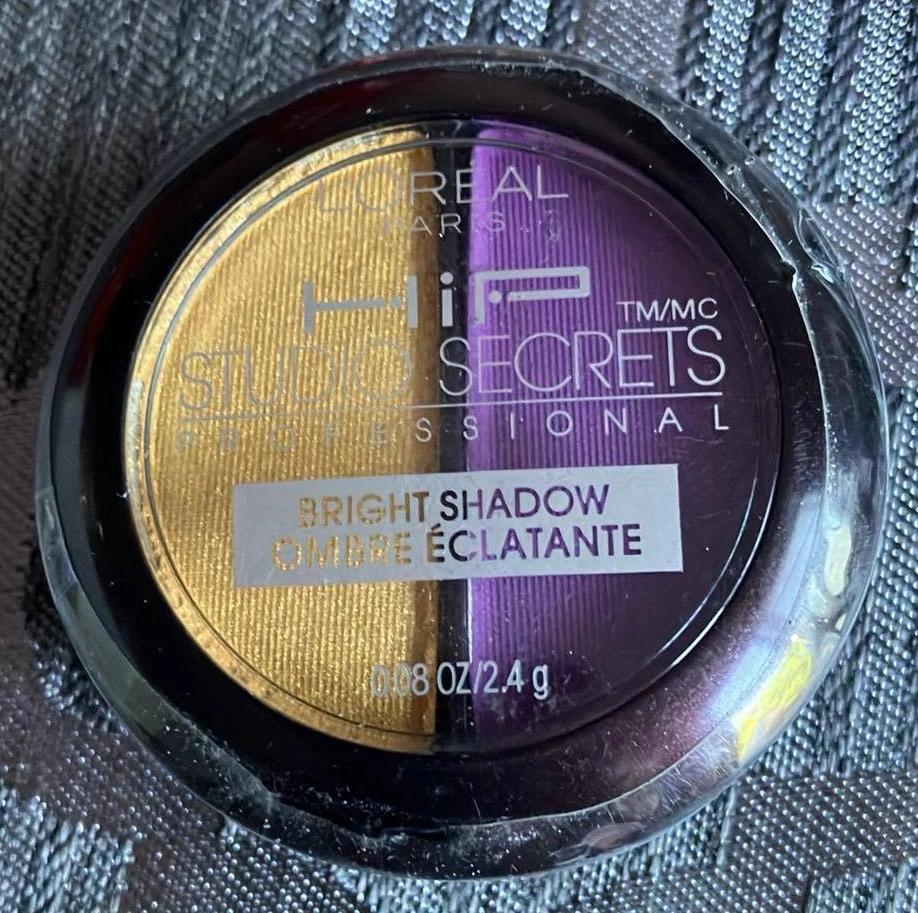 L'ORÉAL
PARIS
HiP
TM/MC
STUDIO SECRETS
PROFESSIONAL
BRIGHT SHADOW
OMBRE ÉCLATANTE
0.08 OZ/2.4 g